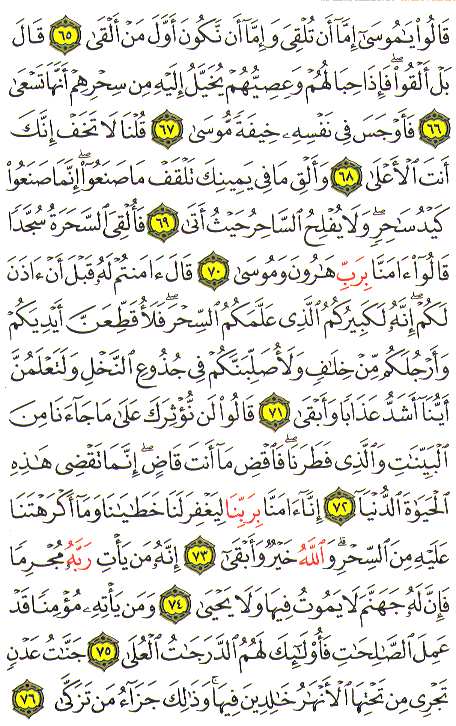 قَالُوا۟ يَـٰمُوسَىٰٓ إِمَّآ أَن تُلْقِىَ وَإِمَّآ أَن نَّكُونَ أَوَّلَ مَنْ أَلْقَىٰ ٦٥ قَالَ
بَلْ أَلْقُوا۟ ۖ فَإِذَا حِبَالُهُمْ وَعِصِيُّهُمْ يُخَيَّلُ إِلَيْهِ مِن سِحْرِهِمْ أَنَّهَا تَسْعَىٰ
٦٦ فَأَوْجَسَ فِى نَفْسِهِۦ خِيفَةً مُّوسَىٰ ٦٧ قُلْنَا لَا تَخَفْ إِنَّكَ
أَنتَ ٱلْأَعْلَىٰ ٦٨ وَأَلْقِ مَا فِى يَمِينِكَ تَلْقَفْ مَا صَنَعُوٓا۟ ۖ إِنَّمَا صَنَعُوا۟
كَيْدُ سَـٰحِرٍ ۖ وَلَا يُفْلِحُ ٱلسَّاحِرُ حَيْثُ أَتَىٰ ٦٩ فَأُلْقِىَ ٱلسَّحَرَةُ سُجَّدًا
قَالُوٓا۟ ءَامَنَّا بِرَبِّ هَـٰرُونَ وَمُوسَىٰ ٧٠ قَالَ ءَامَنتُمْ لَهُۥ قَبْلَ أَنْ ءَاذَنَ
لَكُمْ ۖ إِنَّهُۥ لَكَبِيرُكُمُ ٱلَّذِى عَلَّمَكُمُ ٱلسِّحْرَ ۖ فَلَأُقَطِّعَنَّ أَيْدِيَكُمْ
وَأَرْجُلَكُم مِّنْ خِلَـٰفٍ وَلَأُصَلِّبَنَّكُمْ فِى جُذُوعِ ٱلنَّخْلِ وَلَتَعْلَمُنَّ
أَيُّنَآ أَشَدُّ عَذَابًا وَأَبْقَىٰ ٧١ قَالُوا۟ لَن نُّؤْثِرَكَ عَلَىٰ مَا جَآءَنَا مِنَ
ٱلْبَيِّنَـٰتِ وَٱلَّذِى فَطَرَنَا ۖ فَٱقْضِ مَآ أَنتَ قَاضٍ ۖ إِنَّمَا تَقْضِى هَـٰذِهِ
ٱلْحَيَوٰةَ ٱلدُّنْيَآ ٧٢ إِنَّآ ءَامَنَّا بِرَبِّنَا لِيَغْفِرَ لَنَا خَطَـٰيَـٰنَا وَمَآ أَكْرَهْتَنَا
عَلَيْهِ مِنَ ٱلسِّحْرِ ۗ وَٱللَّهُ خَيْرٌ وَأَبْقَىٰٓ ٧٣ إِنَّهُۥ مَن يَأْتِ رَبَّهُۥ مُجْرِمًا
فَإِنَّ لَهُۥ جَهَنَّمَ لَا يَمُوتُ فِيهَا وَلَا يَحْيَىٰ ٧٤ وَمَن يَأْتِهِۦ مُؤْمِنًا قَدْ
عَمِلَ ٱلصَّـٰلِحَـٰتِ فَأُو۟لَـٰٓئِكَ لَهُمُ ٱلدَّرَجَـٰتُ ٱلْعُلَىٰ ٧٥ جَنَّـٰتُ عَدْنٍ
تَجْرِى مِن تَحْتِهَا ٱلْأَنْهَـٰرُ خَـٰلِدِينَ فِيهَا ۚ وَذَٰلِكَ جَزَآءُ مَن تَزَكَّىٰ ٧٦